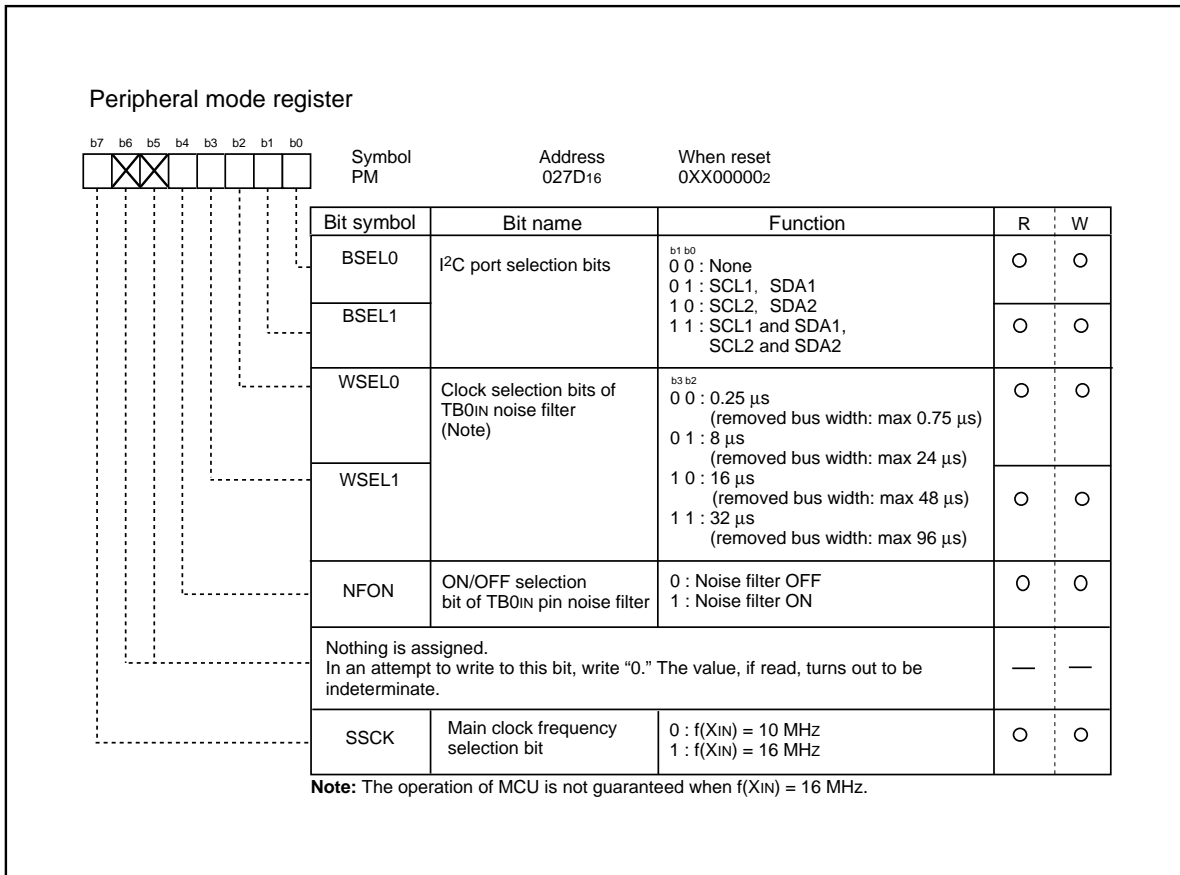 Peripheral mode register
b7 b6 b5 b4 b3 b2 b1 b0
Symbol Address When reset
PM 027D16 0XX000002
Bit symbol Bit name Function R W
BSEL0 I2C port selection bits
b1 b0
0 0 : None
0 1 : SCL1, SDA1
1 0 : SCL2, SDA2
1 1 : SCL1 and SDA1,
SCL2 and SDA2
BSEL1
WSEL0 Clock selection bits of
TB0IN noise filter
(Note)
b3 b2
0 0 : 0.25 µs
(removed bus width: max 0.75 µs)
0 1 : 8 µs
(removed bus width: max 24 µs)
1 0 : 16 µs
(removed bus width: max 48 µs)
1 1 : 32 µs
(removed bus width: max 96 µs)
WSEL1
NFON ON/OFF selection
bit of TB0IN pin noise filter
0 : Noise filter OFF
1 : Noise filter ON
Nothing is assigned.
In an attempt to write to this bit, write “0.” The value, if read, turns out to be
indeterminate.
— —
SSCK Main clock frequency
selection bit
0 : f(XIN) = 10 MHz
1 : f(XIN) = 16 MHz
Note: The operation of MCU is not guaranteed when f(XIN) = 16 MHz.